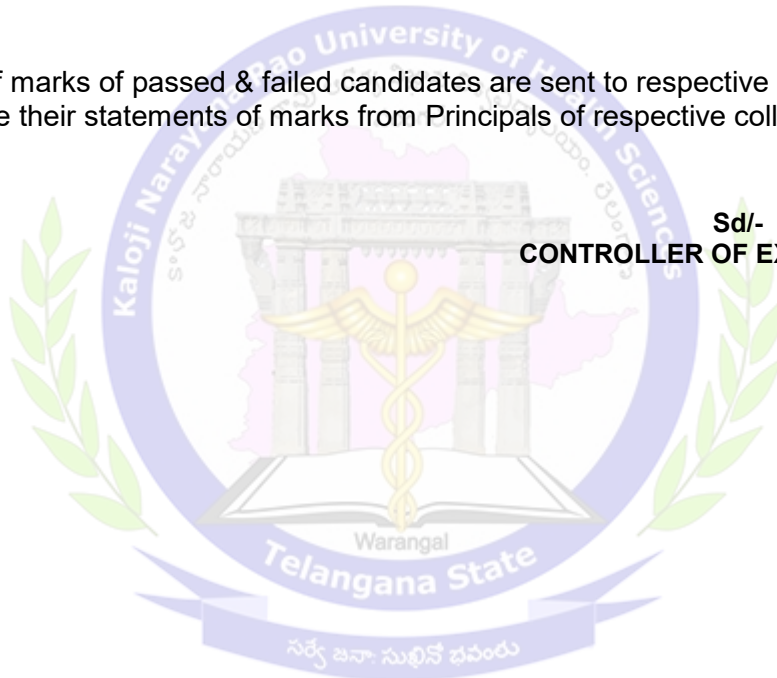 f marks of passed & failed candidates are sent to respective
e their statements of marks from Principals of respective coll
Sd/-
CONTROLLER OF EX
Kaloji Narayana Rao University of Health Sciences
Warangal
Telangana State
సర్వే జనా: సుఖినో భవంతు